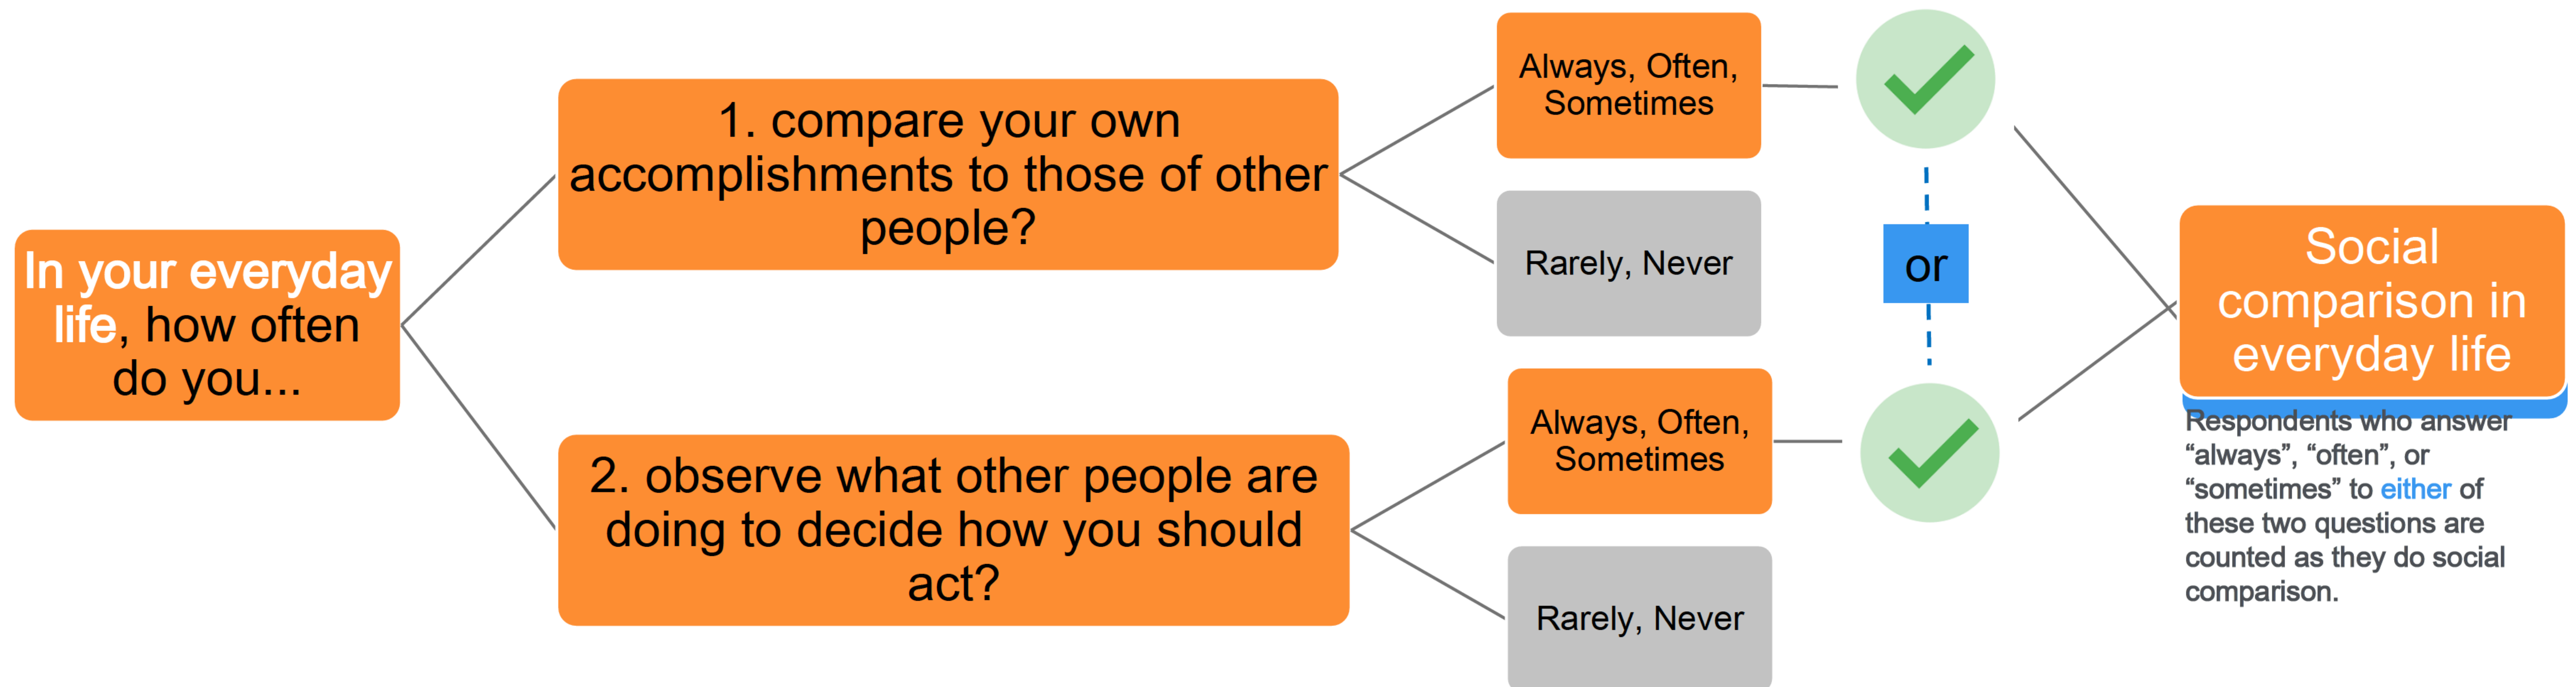 In your everyday
life, how often
do you...
1. compare your own
accomplishments to those of other
people?
Always, Often,
Sometimes
Rarely, Never
2. observe what other people are
doing to decide how you should
act?
Always, Often,
Sometimes
Rarely, Never
or
Social
comparison in
everyday life
Respondents who answer
“always”, “often”, or
“sometimes” to either of
these two questions are
counted as they do social
comparison.